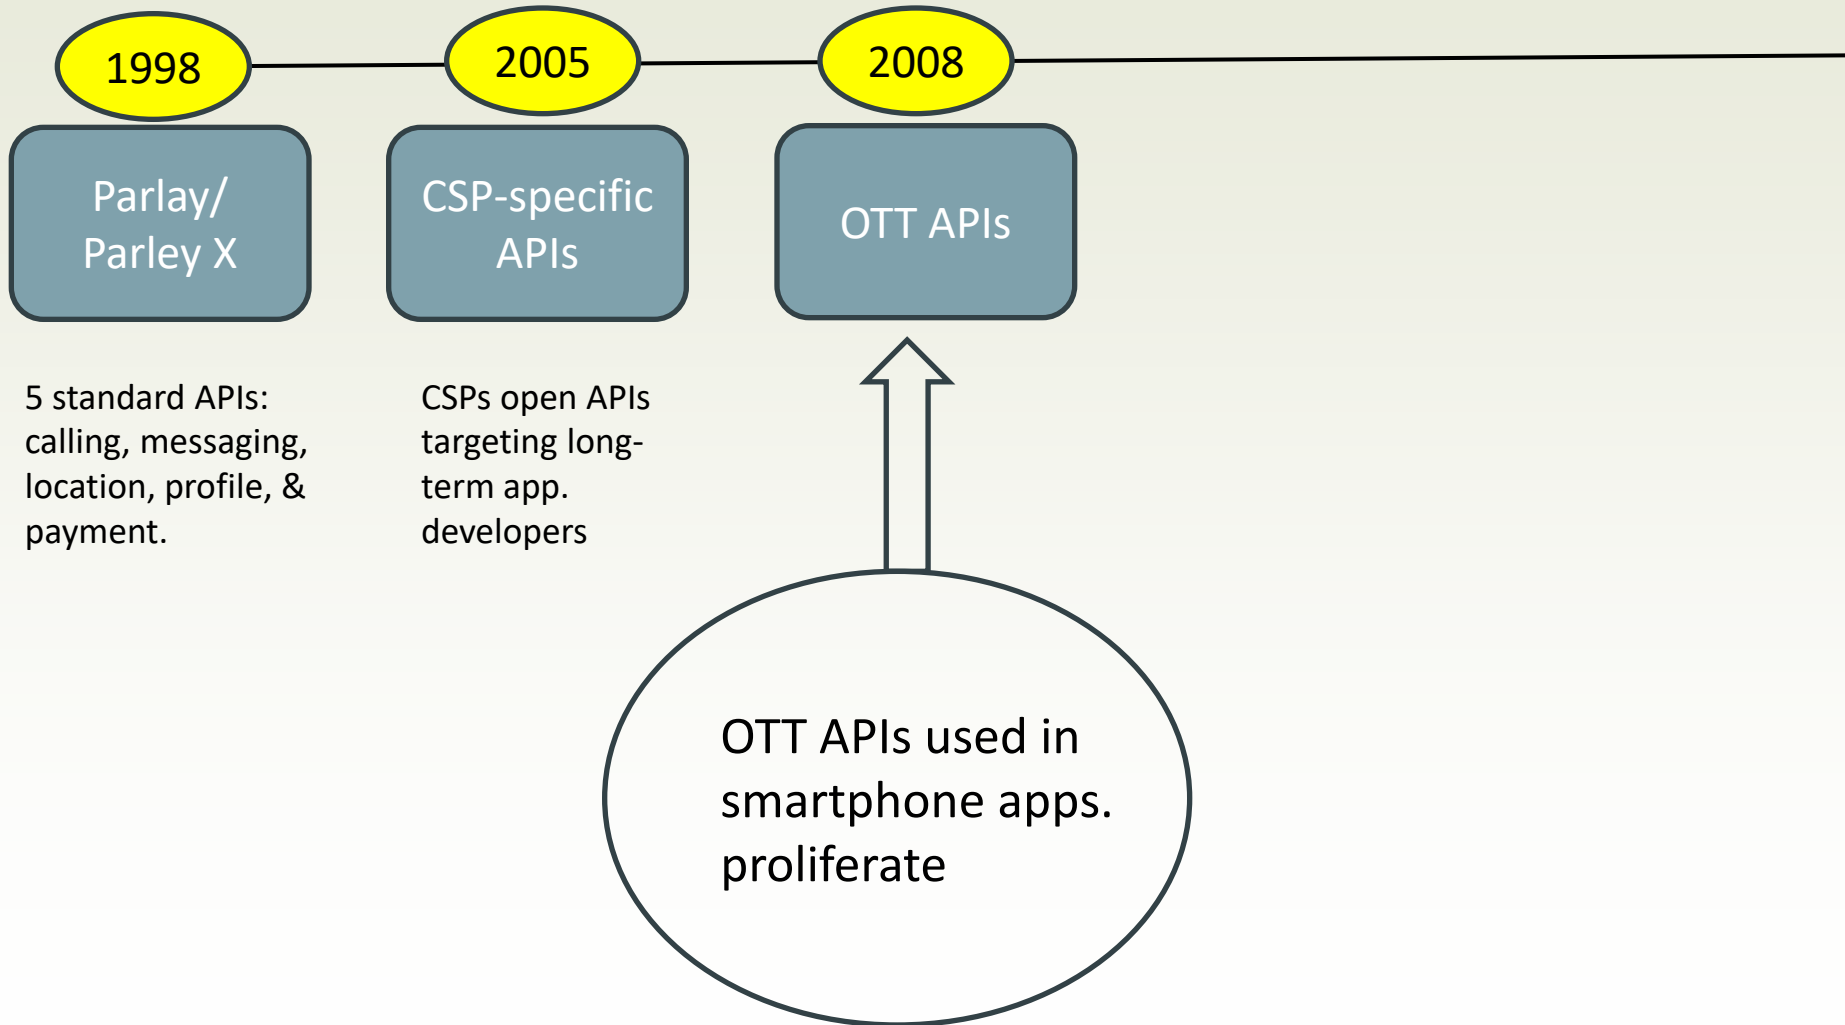 1998
2005
2008
Parlay/
Parley X
CSP-specific
APIs
OTT APIs
5 standard APIs:
calling, messaging,
location, profile, &
payment.
CSPs open APIs
targeting long-
term app.
developers
OTT APIs used in
smartphone apps.
proliferate